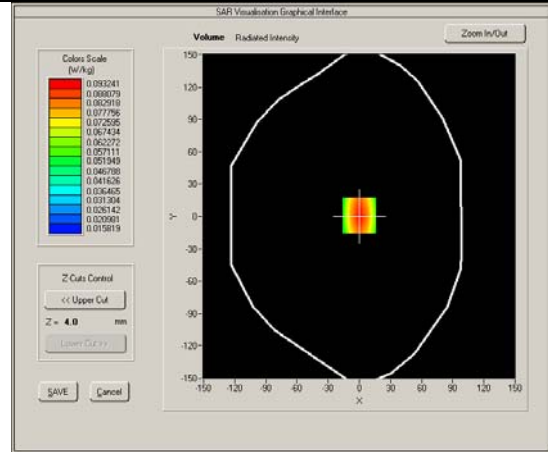 SAR Visualisation Graphical Interface
Volume Radiated Intensity
Zoom In/Out
Colors Scale
(W/kg)
0.093241
0.088079
0.082918
0.077756
0.072595
0.067434
0.062272
0.057111
0.051949
0.046788
0.041626
0.036465
0.031304
0.026142
0.020981
0.015819
Z Cuts Control
<< Upper Cut
Z = 4.0 mm
Lower Cut >>
SAVE Cancel
150-
120-
90-
60-
30-
0-
-30-
-60-
-90-
-120-
-150-
Y
-150 -120 -90 -60 -30 0 30 60 90 120 150
X